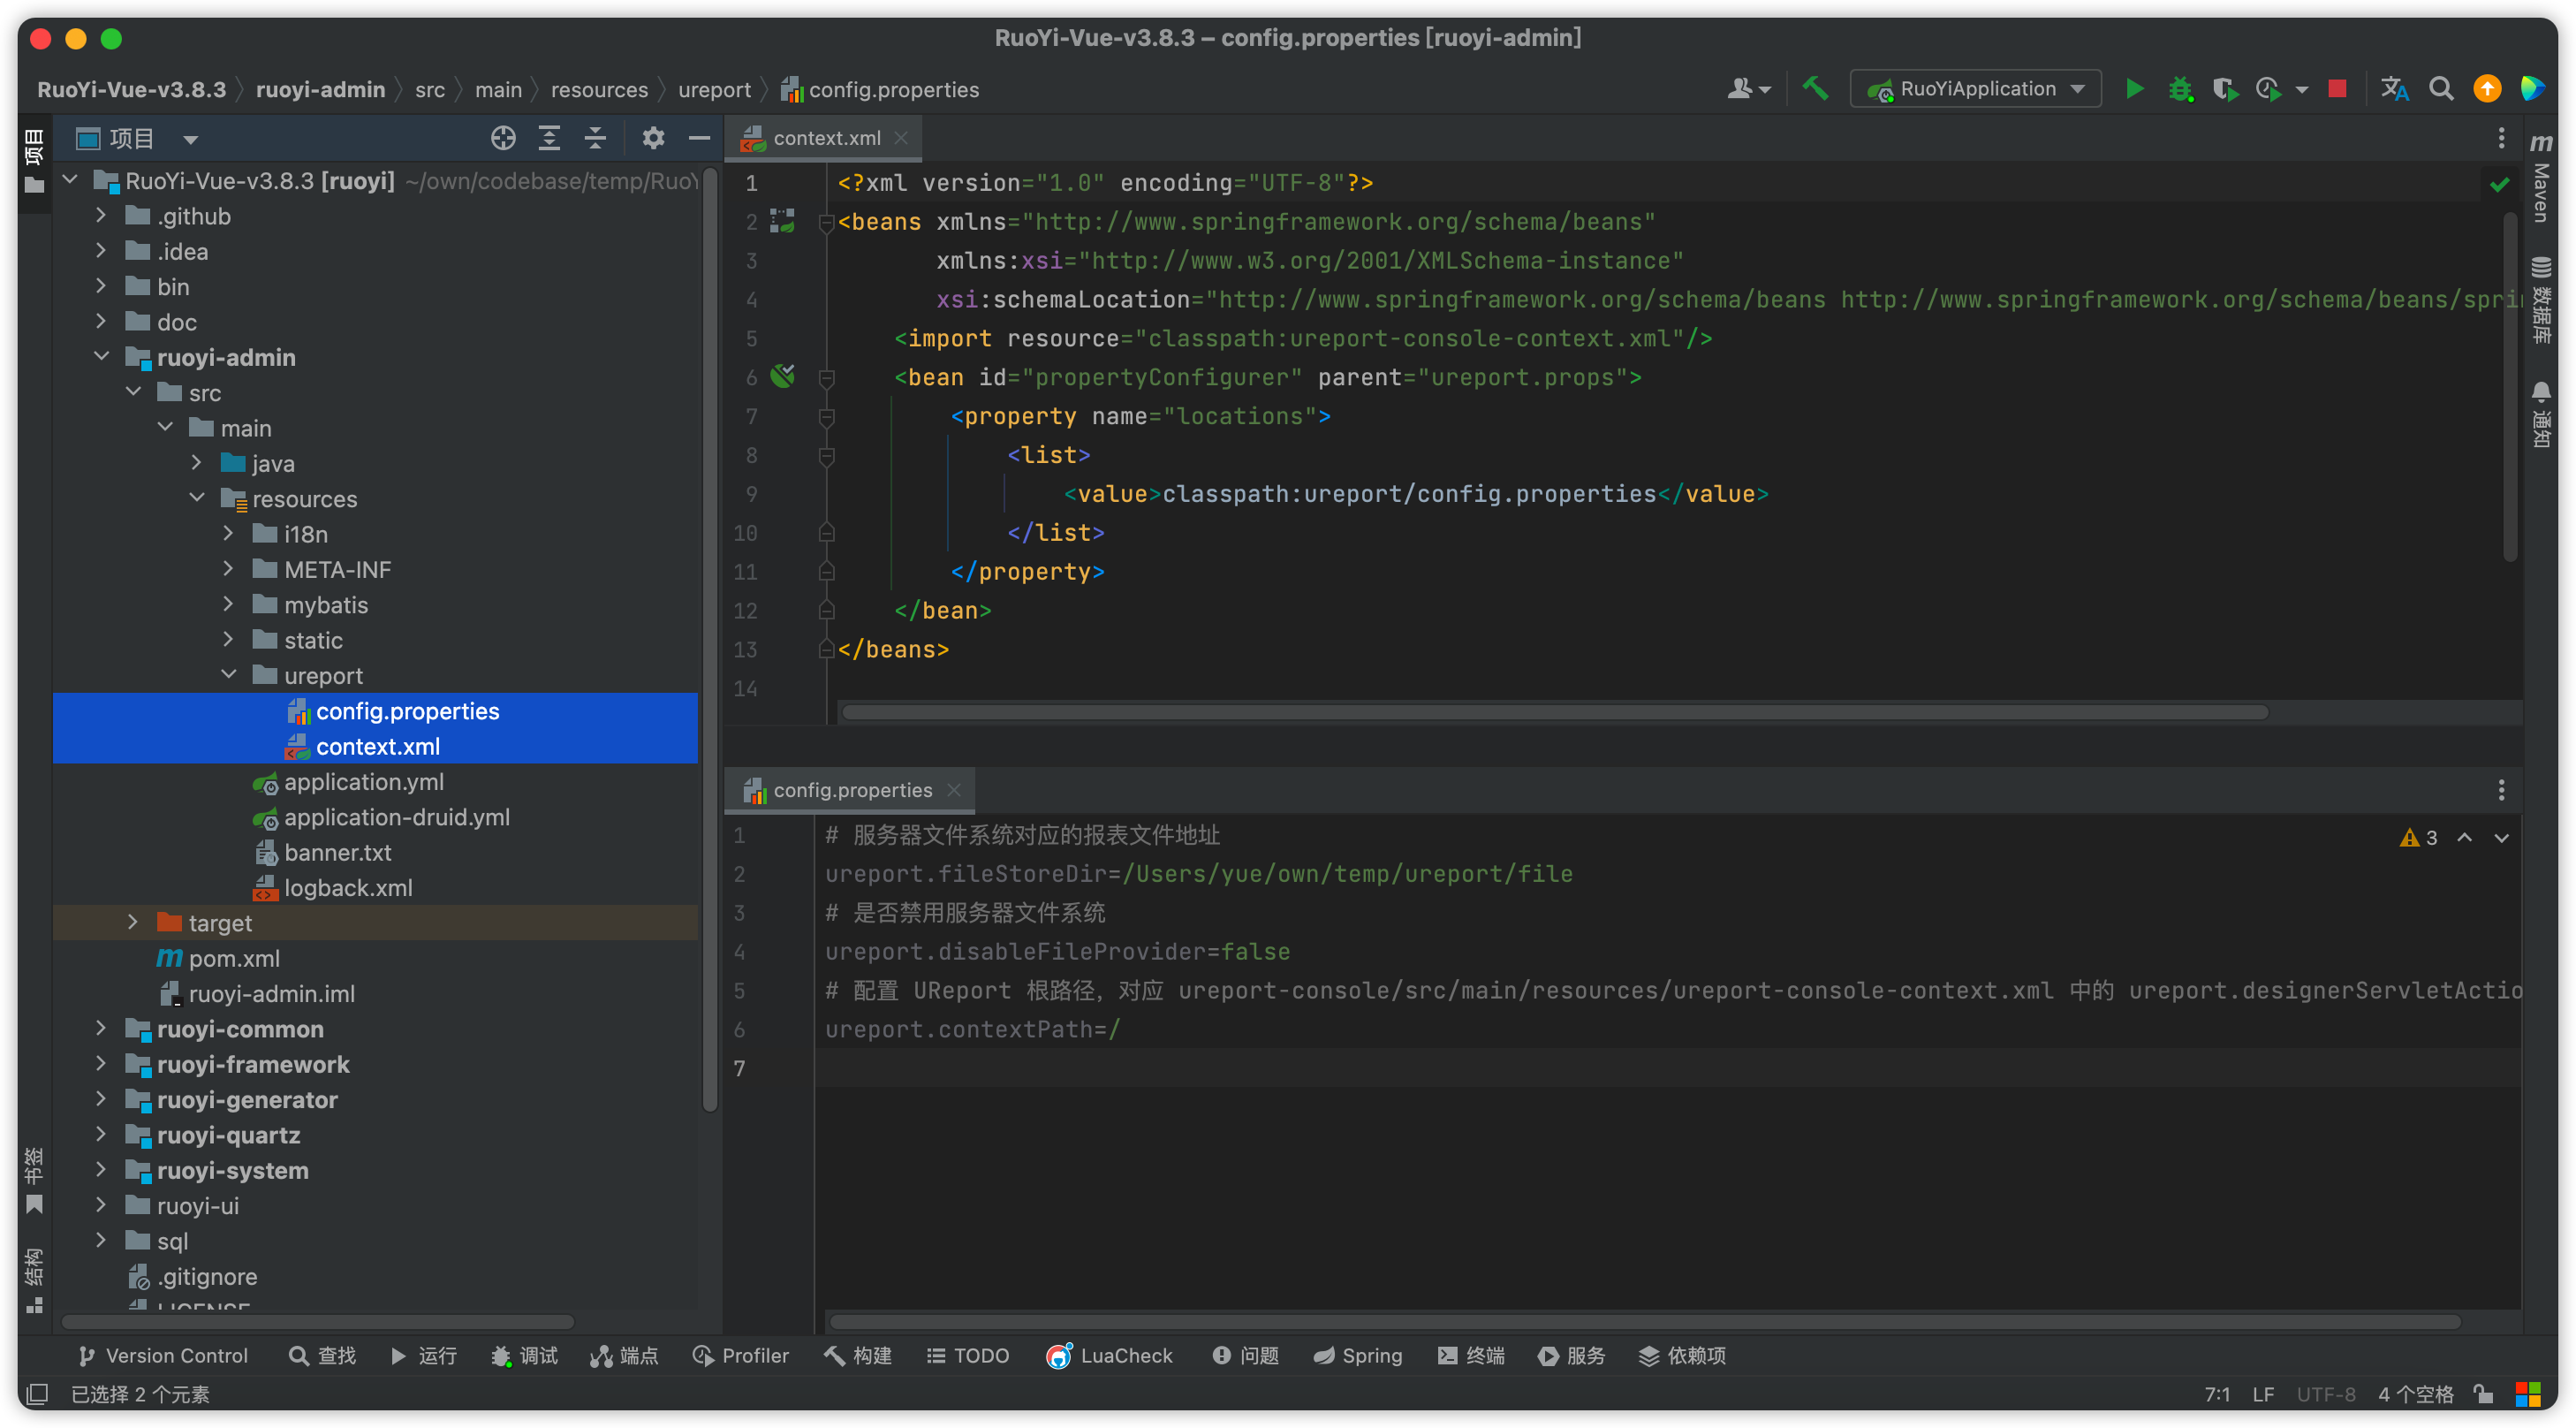 RuoYi-Vue-v3.8.3 – config.properties [ruoyi-admin]
RuoYi-Vue-v3.8.3 ruoyi-admin src main resources ureport config.properties
RuoYiApplication
项目
项目
RuoYi-Vue-v3.8.3 [ruoyi] ~/own/codebase/temp/RuoY
.github
.idea
bin
doc
ruoyi-admin
src
main
java
resources
i18n
META-INF
mybatis
static
ureport
config.properties
context.xml
application.yml
application-druid.yml
banner.txt
logback.xml
target
pom.xml
ruoyi-admin.iml
ruoyi-common
ruoyi-framework
ruoyi-generator
ruoyi-quartz
ruoyi-system
ruoyi-ui
sql
.gitignore
LICENSE
书签
结构
context.xml
1 <?xml version="1.0" encoding="UTF-8"?>
2 <beans xmlns="http://www.springframework.org/schema/beans"
3 xmlns:xsi="http://www.w3.org/2001/XMLSchema-instance"
4 xsi:schemaLocation="http://www.springframework.org/schema/beans http://www.springframework.org/schema/beans/spri
5 <import resource="classpath:ureport-console-context.xml"/>
6 <bean id="propertyConfigurer" parent="ureport.props">
7 <property name="locations">
8 <list>
9 <value>classpath:ureport/config.properties</value>
10 </list>
11 </property>
12 </bean>
13 </beans>
14
config.properties
3
1 # 服务器文件系统对应的报表文件地址
2 ureport.fileStoreDir=/Users/yue/own/temp/ureport/file
3 # 是否禁用服务器文件系统
4 ureport.disableFileProvider=false
5 # 配置 UReport 根路径，对应 ureport-console/src/main/resources/ureport-console-context.xml 中的 ureport.designerServletActio
6 ureport.contextPath=/
7
Maven
数据库
通知
Version Control 查找 运行 调试 端点 Profiler 构建 TODO LuaCheck 问题 Spring 终端 服务 依赖项
已选择 2 个元素
7:1 LF UTF-8 4 个空格